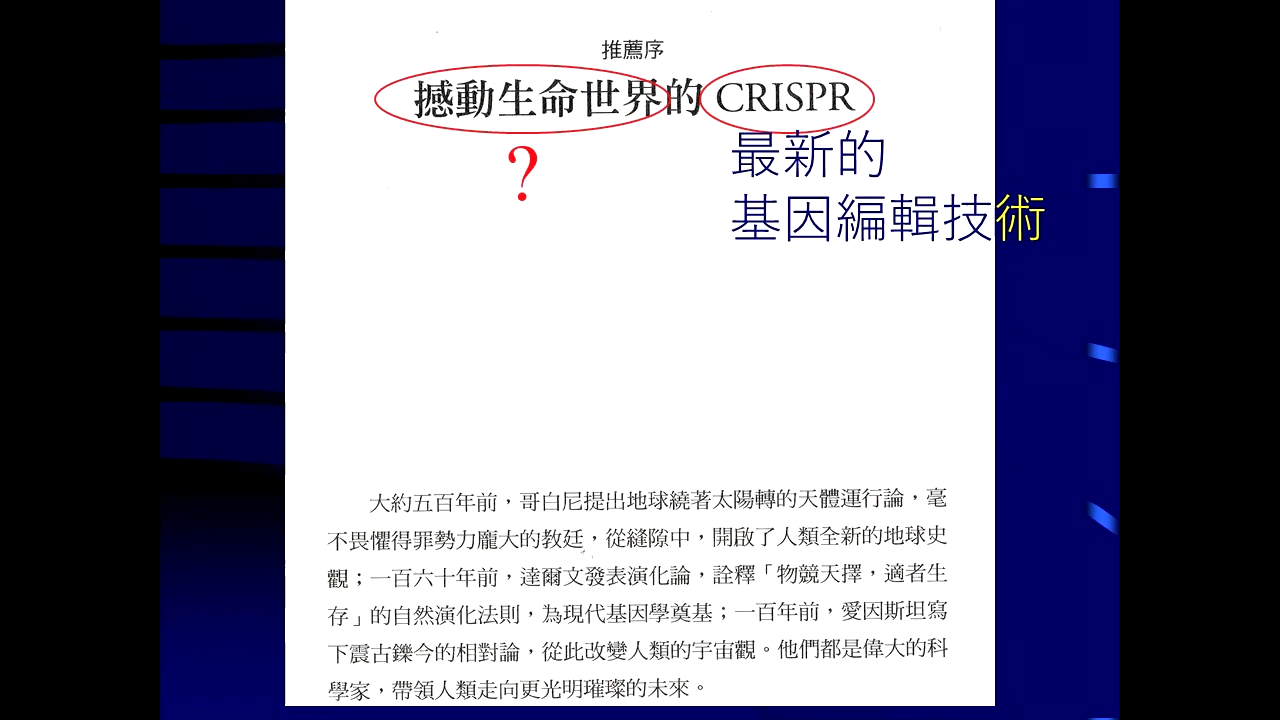 推薦序
撼動生命世界的 CRISPR
?
最新的
基因編輯技術
大約五百年前，哥白尼提出地球繞著太陽轉的天體運行論，毫
不畏懼得罪勢力龐大的教廷，從縫隙中，開啟了人類全新的地球史
觀；一百六十年前，達爾文發表演化論，詮釋「物競天擇，適者生
存」的自然演化法則，為現代基因學奠基；一百年前，愛因斯坦寫
下震古鑠今的相對論，從此改變人類的宇宙觀。他們都是偉大的科
學家，帶領人類走向更光明璀璨的未來。